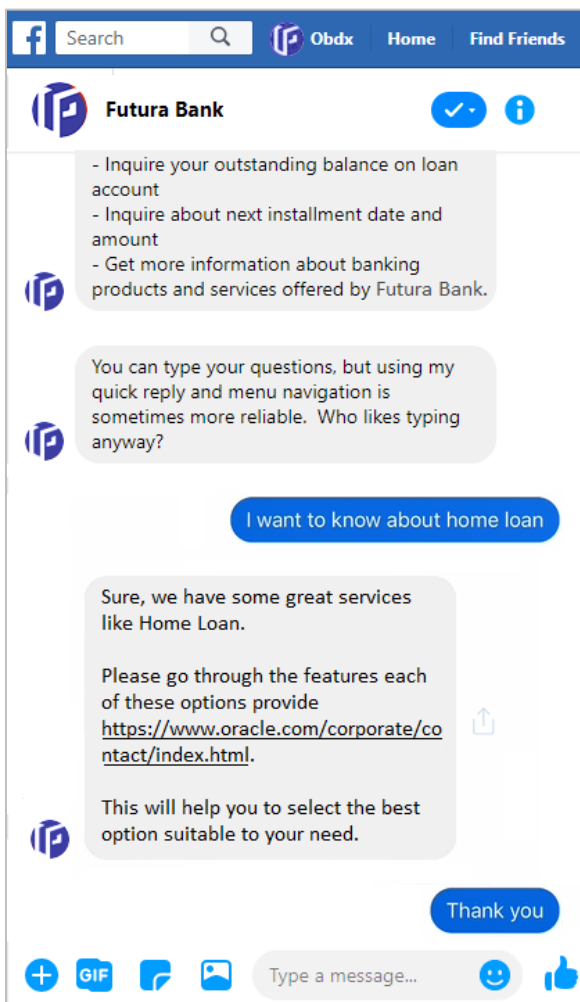 Search
Obdx
Home
Find Friends
Futura Bank
- Inquire your outstanding balance on loan
account
- Inquire about next installment date and
amount
- Get more information about banking
products and services offered by Futura Bank.
You can type your questions, but using my
quick reply and menu navigation is
sometimes more reliable.  Who likes typing
anyway?
I want to know about home loan
Sure, we have some great services
like Home Loan.
Please go through the features each
of these options provide
https://www.oracle.com/corporate/co
ntact/index.html.
This will help you to select the best
option suitable to your need.
Thank you
GIF
Type a message...